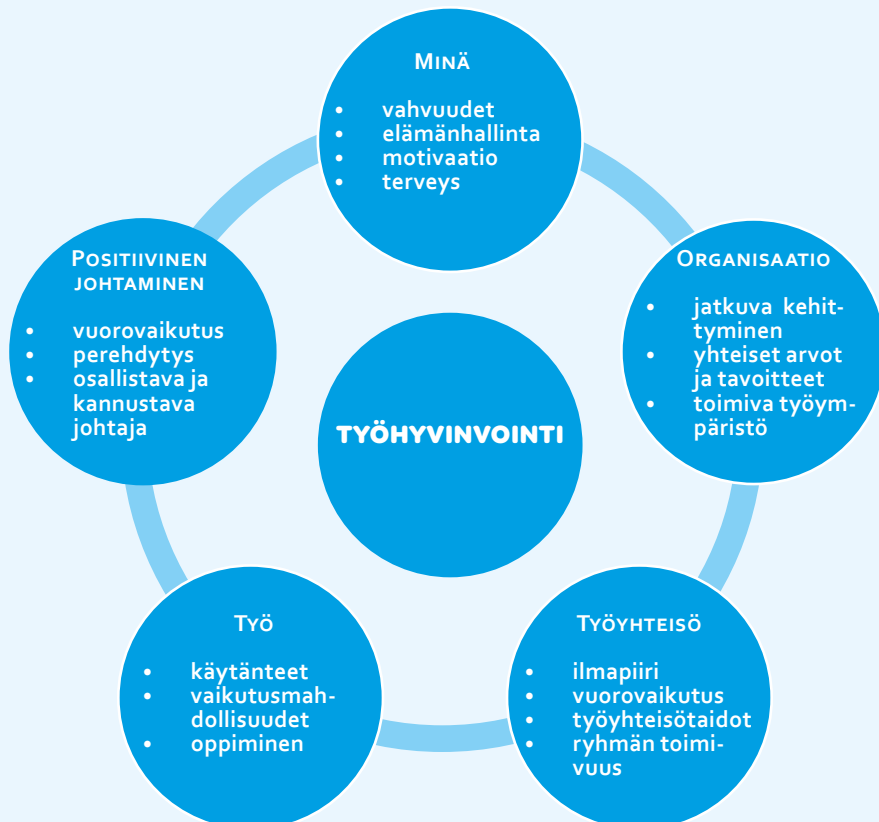 MINÄ
• vahvuudet
• elämänhallinta
• motivaatio
• terveys
ORGANISAATIO
• jatkuva kehit-
tyminen
• yhteiset arvot
ja tavoitteet
• toimiva työym-
päristö
TYÖYHTEISÖ
• ilmapiiri
• vuorovaikutus
• työyhteisötaidot
• ryhmän toimi-
vuus
TYÖ
• käytänteet
• vaikutusmah-
dollisuudet
• oppiminen
POSITIIVINEN
JOHTAMINEN
• vuorovaikutus
• perehdytys
• osallistava ja
kannustava
johtaja
TYÖHYVINVOINTI